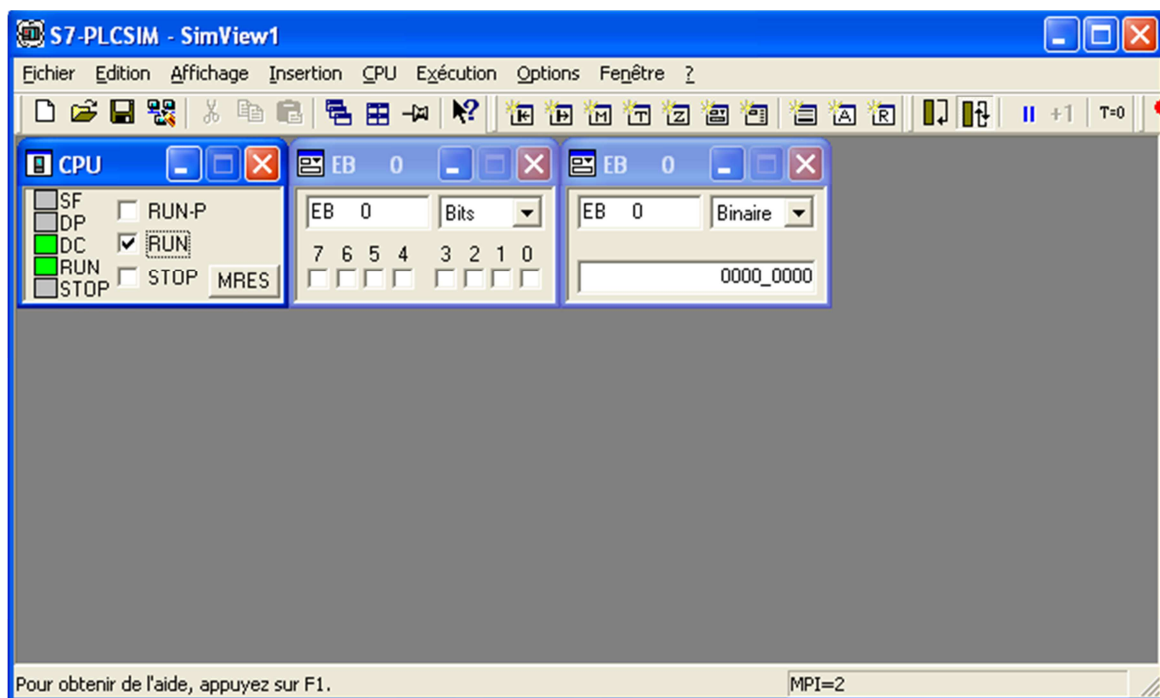 S7-PLCSIM - SimView1
Fichier Edition Affichage Insertion CPU Exécution Options Fenêtre ?
+1 T=0
CPU
SF
DP
DC
RUN
STOP
RUN-P
RUN
STOP
MRES
EB 0
EB 0 Bits
7 6 5 4 3 2 1 0
EB 0
EB 0 Binaire
0000_0000
Pour obtenir de l'aide, appuyez sur F1. MPI=2